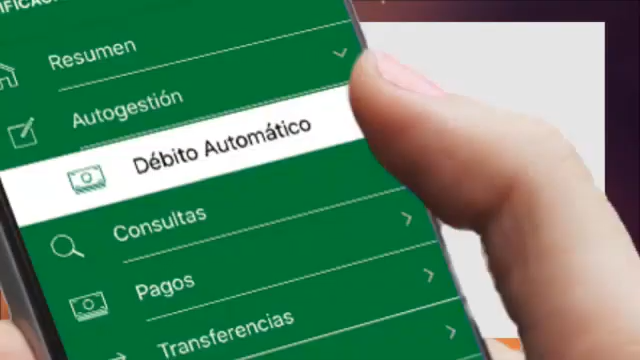 Resumen
Autogestión
Débito Automático
Consultas
Pagos
Transferencias